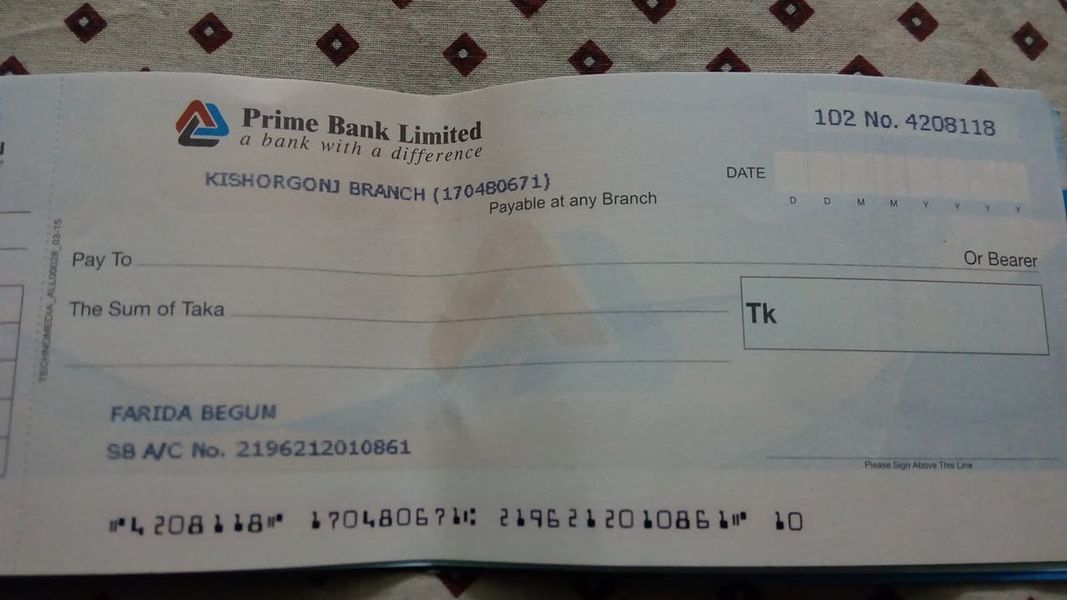 Prime Bank Limited
a bank with a difference
102 No. 4208118
KISHORGONJ BRANCH (170480671)
Payable at any Branch
DATE
D D M M Y Y Y Y
Pay To
Or Bearer
The Sum of Taka
Tk
TECHNOMEDIA_ALL00028_03-15
FARIDA BEGUM
SB A/C No. 2196212010861
Please Sign Above This Line
⑈4208118⑈ 170480671⑆ 2196212010861⑈ 10